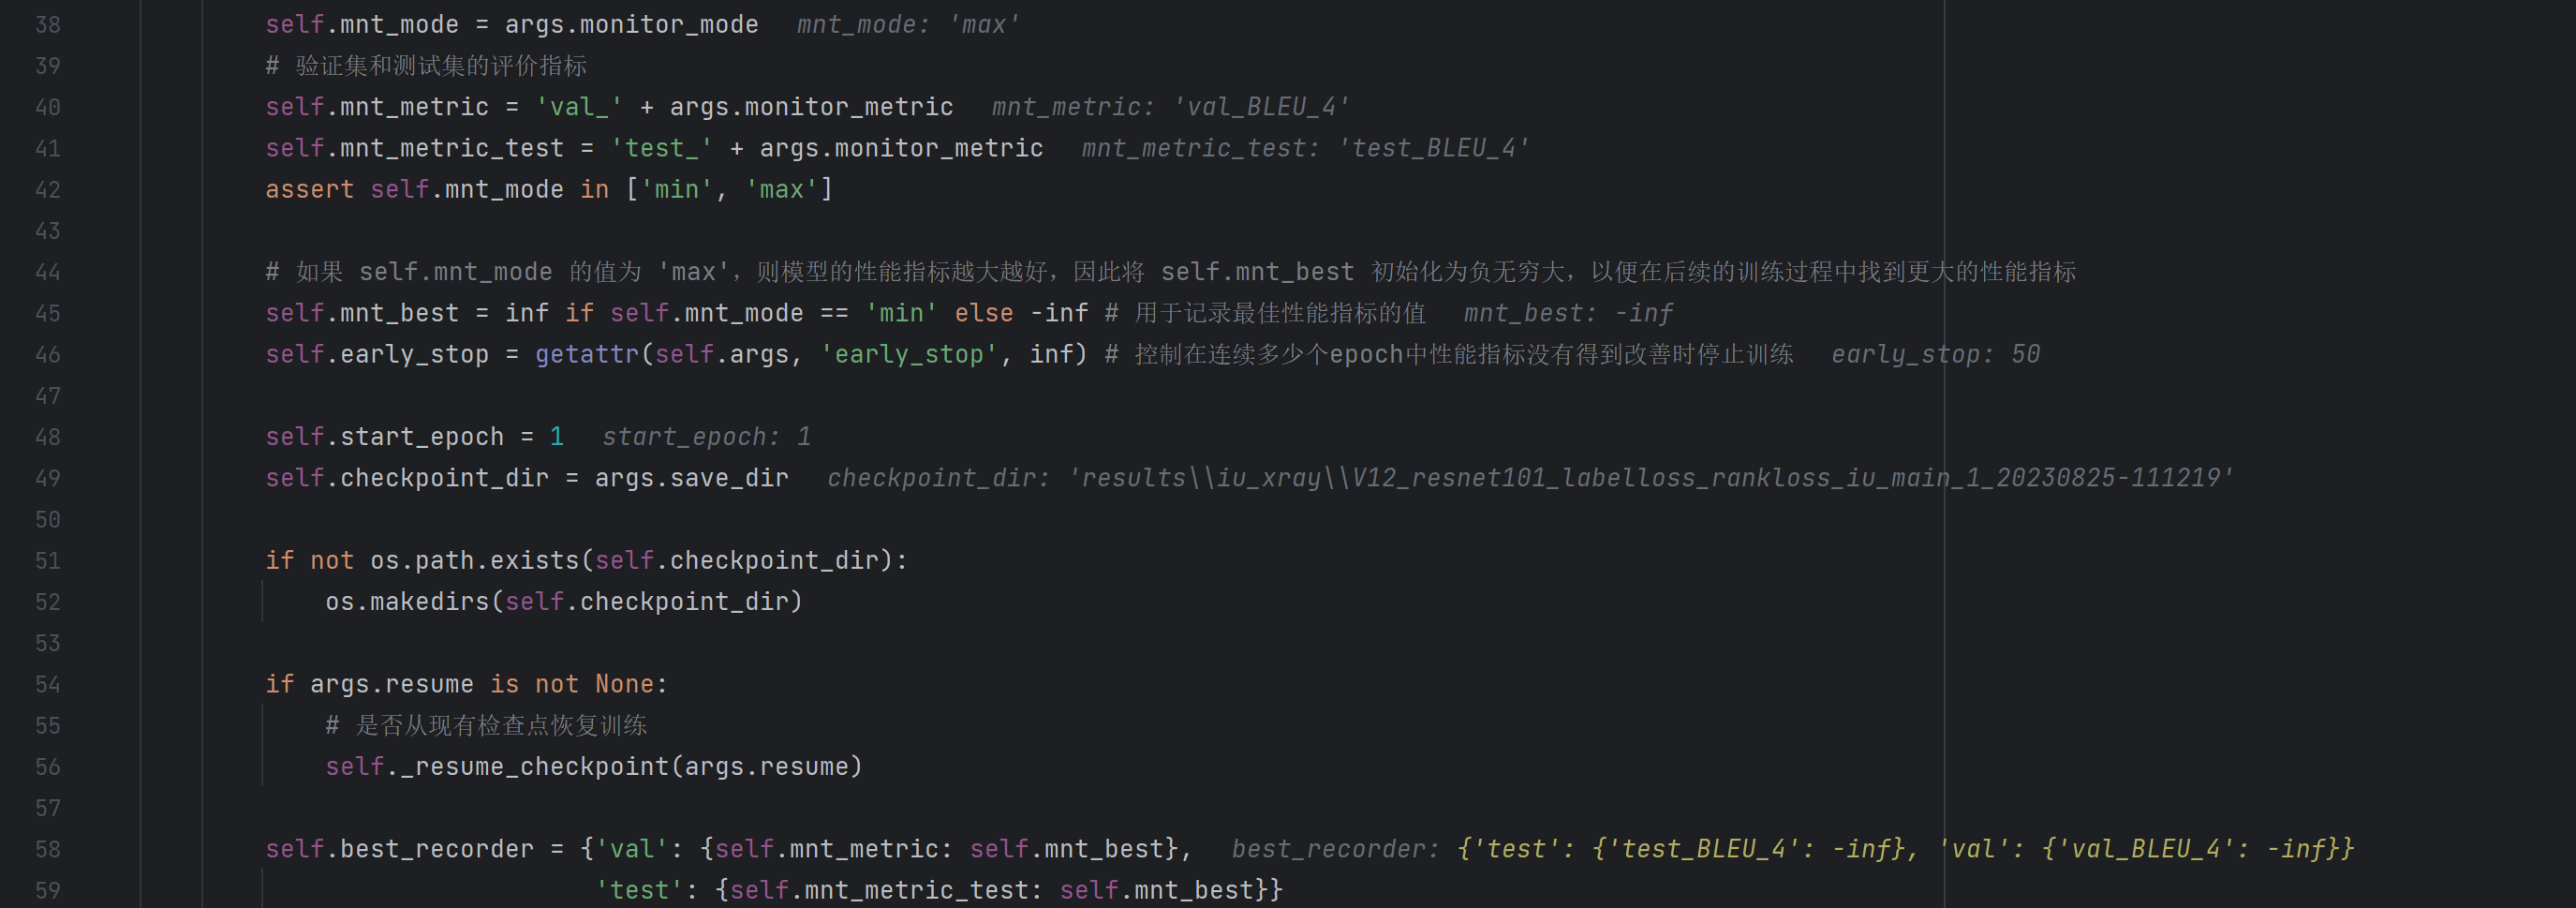 38 self.mnt_mode = args.monitor_mode mnt_mode: 'max'
39 # 验证集和测试集的评价指标
40 self.mnt_metric = 'val_' + args.monitor_metric mnt_metric: 'val_BLEU_4'
41 self.mnt_metric_test = 'test_' + args.monitor_metric mnt_metric_test: 'test_BLEU_4'
42 assert self.mnt_mode in ['min', 'max']
43
44 # 如果 self.mnt_mode 的值为 'max'，则模型的性能指标越大越好，因此将 self.mnt_best 初始化为负无穷大，以便在后续的训练过程中找到更大的性能指标
45 self.mnt_best = inf if self.mnt_mode == 'min' else -inf # 用于记录最佳性能指标的值 mnt_best: -inf
46 self.early_stop = getattr(self.args, 'early_stop', inf) # 控制在连续多少个epoch中性能指标没有得到改善时停止训练 early_stop: 50
47
48 self.start_epoch = 1 start_epoch: 1
49 self.checkpoint_dir = args.save_dir checkpoint_dir: 'results\\iu_xray\\V12_resnet101_labelloss_rankloss_iu_main_1_20230825-111219'
50
51 if not os.path.exists(self.checkpoint_dir):
52 os.makedirs(self.checkpoint_dir)
53
54 if args.resume is not None:
55 # 是否从现有检查点恢复训练
56 self._resume_checkpoint(args.resume)
57
58 self.best_recorder = {'val': {self.mnt_metric: self.mnt_best}, best_recorder: {'test': {'test_BLEU_4': -inf}, 'val': {'val_BLEU_4': -inf}}
59 'test': {self.mnt_metric_test: self.mnt_best}}